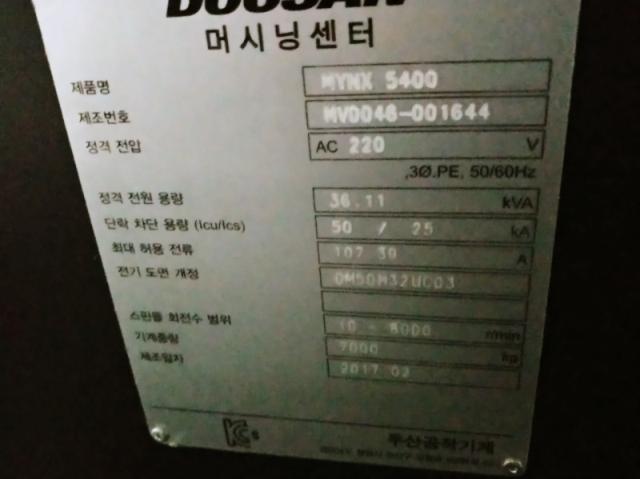 DOOSAN
머시닝센터
제품명 MYNX 5400
제조번호 MV0046-001644
정격 전압 AC 220 V
,3Ø.PE, 50/60Hz
정격 전원 용량 36.11 kVA
단락 차단 용량 (Icu/Ics) 50 / 25 kA
최대 허용 전류 107.30 A
전기 도면 개정
스핀들 회전수 범위 10 - 8000 r/min
기계중량 7000 kg
제조일자 2017.02
두산공작기계